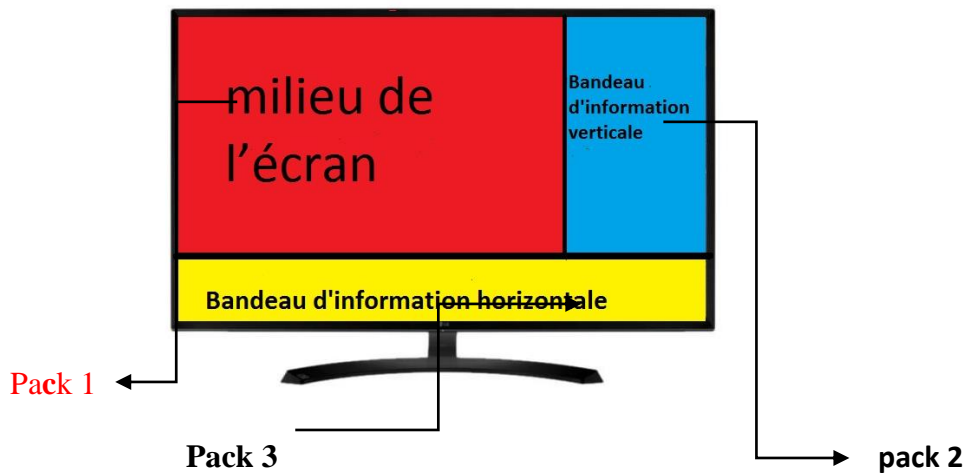 milieu de
l’écran
Bandeau
d'information
verticale
Bandeau d'information horizontale
Pack 1
Pack 3
pack 2